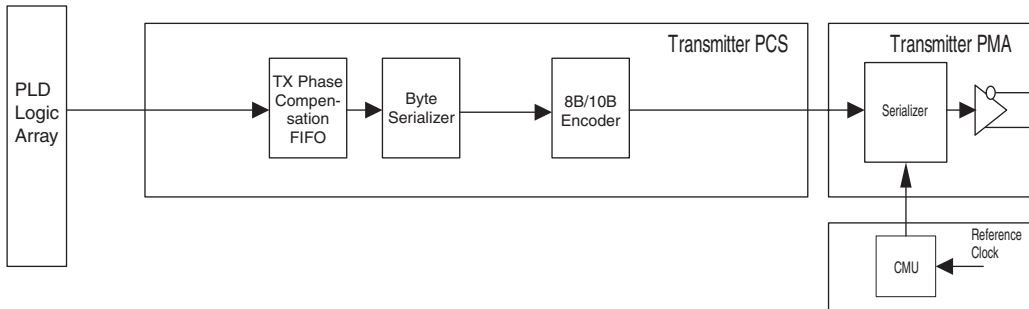 PLD
Logic
Array
Transmitter PCS
TX Phase
Compen-
sation
FIFO
Byte
Serializer
8B/10B
Encoder
Transmitter PMA
Serializer
CMU
Reference
Clock